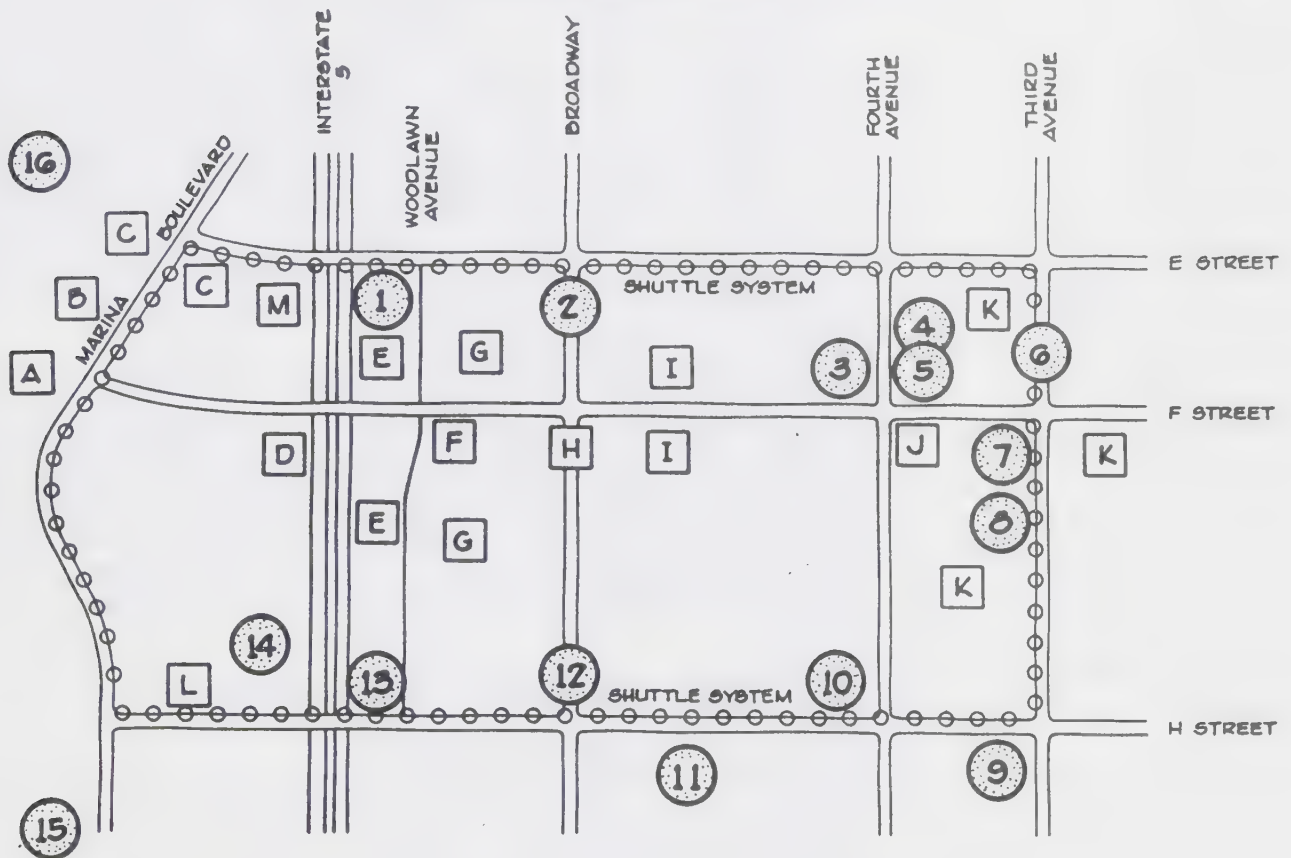 INTERSTATE
5
BROADWAY
FOURTH
AVENUE
THIRD
AVENUE
WOODLAWN
AVENUE
16
MARINA BOULEVARD
C
E STREET
B
C
M
1
2
SHUTTLE SYSTEM
4
K
A
E
G
I
3
5
6
F STREET
D
F
H
I
J
7
K
E
G
8
K
14
L
13
12
SHUTTLE SYSTEM
10
H STREET
11
9
15